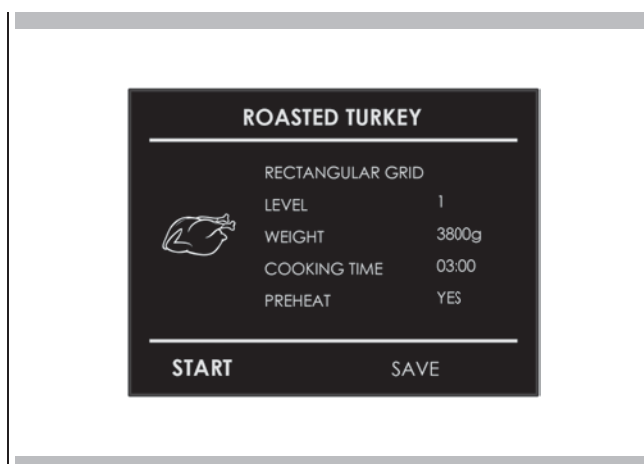 ROASTED TURKEY
RECTANGULAR GRID
LEVEL 1
WEIGHT 3800g
COOKING TIME 03:00
PREHEAT YES
START SAVE